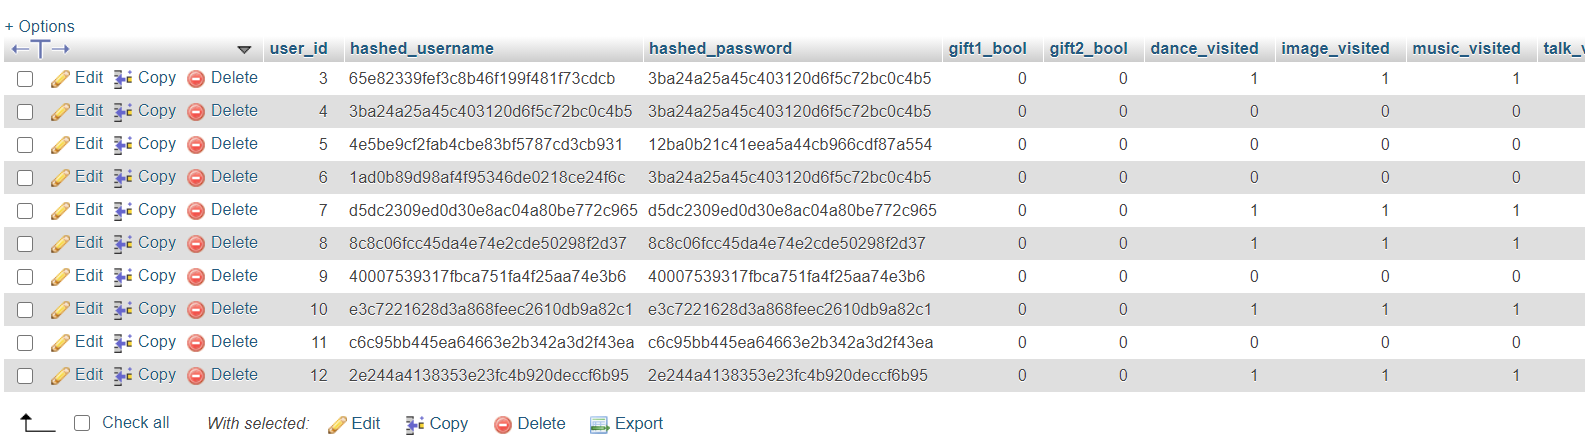 + Options
←T→ ▼ user_id hashed_username hashed_password gift1_bool gift2_bool dance_visited image_visited music_visited talk_v
Edit Copy Delete 3 65e82339fef3c8b46f199f481f73cdcb 3ba24a25a45c403120d6f5c72bc0c4b5 0 0 1 1 1
Edit Copy Delete 4 3ba24a25a45c403120d6f5c72bc0c4b5 3ba24a25a45c403120d6f5c72bc0c4b5 0 0 0 0 0
Edit Copy Delete 5 4e5be9cf2fab4cbe83bf5787cd3cb931 12ba0b21c41eea5a44cb966cdf87a554 0 0 0 0 0
Edit Copy Delete 6 1ad0b89d98af4f95346de0218ce24f6c 3ba24a25a45c403120d6f5c72bc0c4b5 0 0 0 0 0
Edit Copy Delete 7 d5dc2309ed0d30e8ac04a80be772c965 d5dc2309ed0d30e8ac04a80be772c965 0 0 1 1 1
Edit Copy Delete 8 8c8c06fcc45da4e74e2cde50298f2d37 8c8c06fcc45da4e74e2cde50298f2d37 0 0 1 1 1
Edit Copy Delete 9 40007539317fbca751fa4f25aa74e3b6 40007539317fbca751fa4f25aa74e3b6 0 0 0 0 0
Edit Copy Delete 10 e3c7221628d3a868feec2610db9a82c1 e3c7221628d3a868feec2610db9a82c1 0 0 1 1 1
Edit Copy Delete 11 c6c95bb445ea64663e2b342a3d2f43ea c6c95bb445ea64663e2b342a3d2f43ea 0 0 0 0 0
Edit Copy Delete 12 2e244a4138353e23fc4b920deccf6b95 2e244a4138353e23fc4b920deccf6b95 0 0 1 1 1
Check all With selected: Edit Copy Delete Export